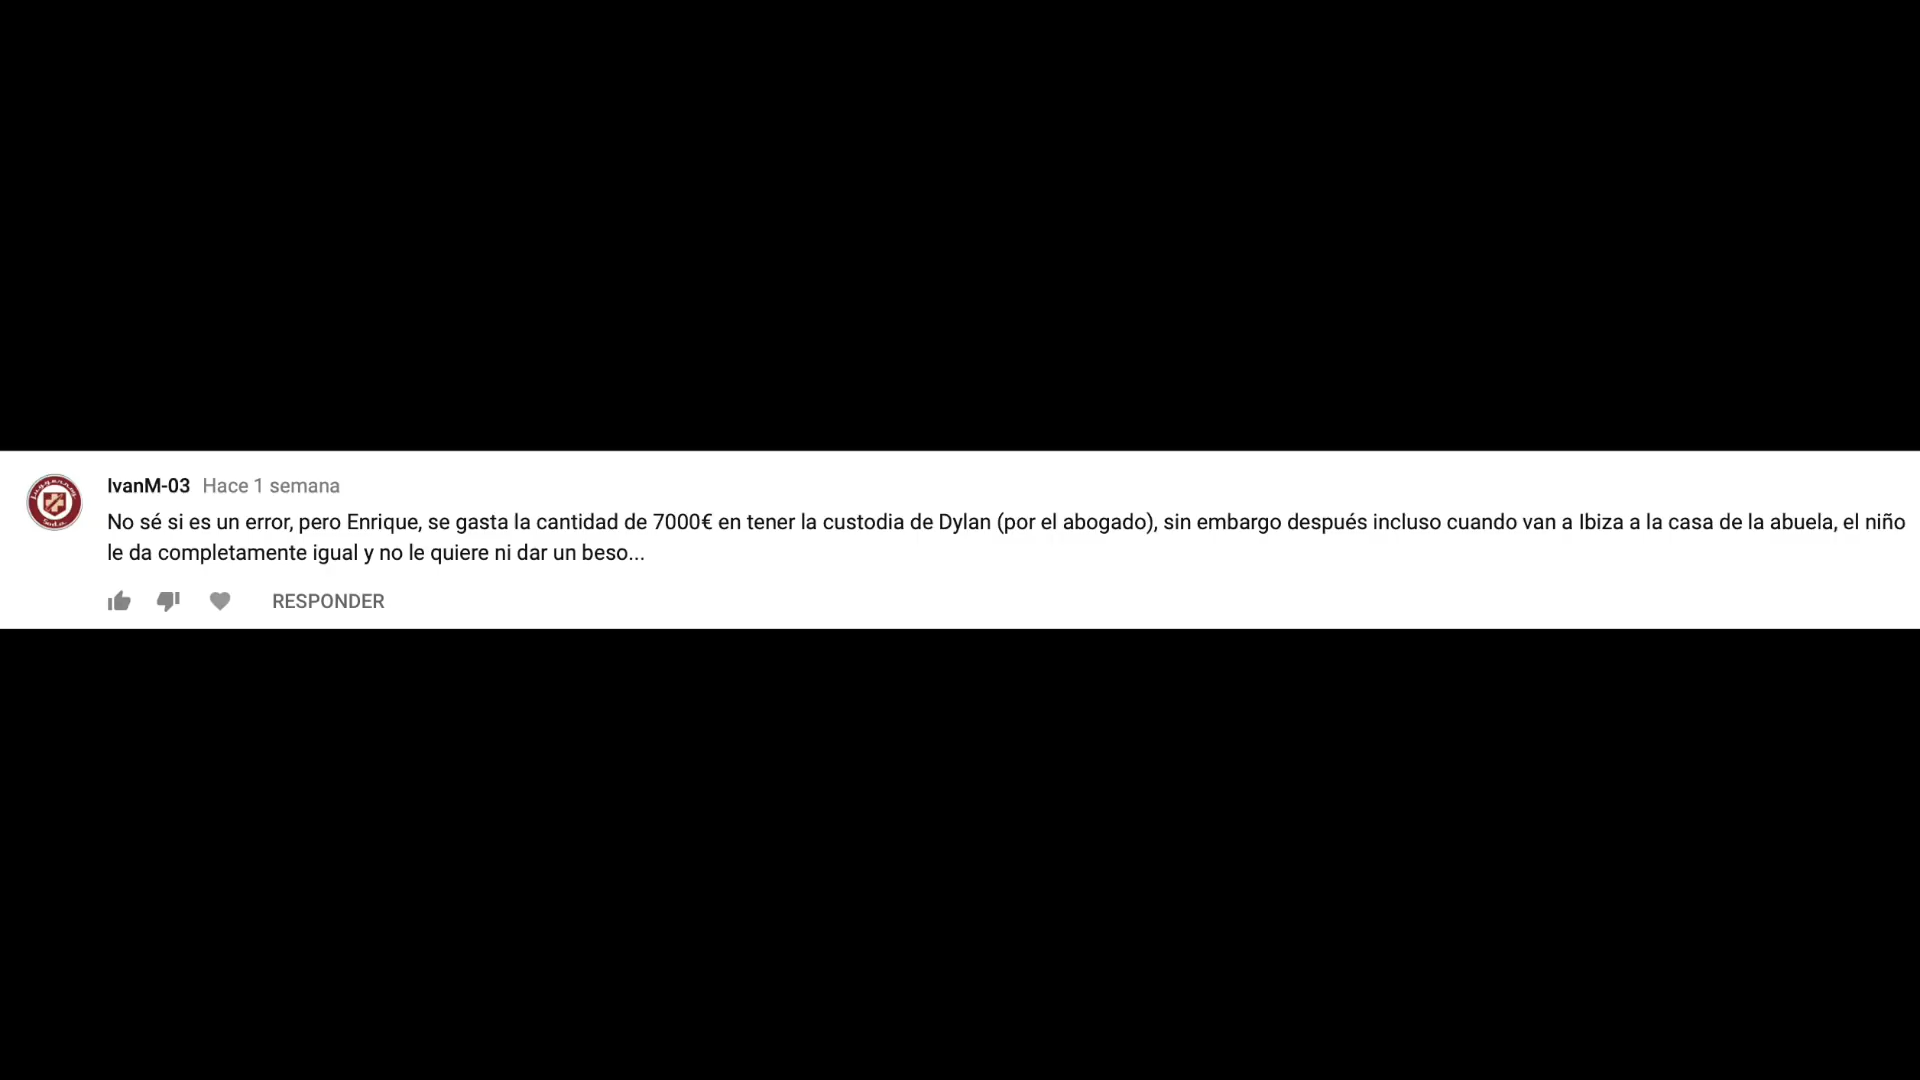 IvanM-03 Hace 1 semana
No sé si es un error, pero Enrique, se gasta la cantidad de 7000€ en tener la custodia de Dylan (por el abogado), sin embargo después incluso cuando van a Ibiza a la casa de la abuela, el niño
le da completamente igual y no le quiere ni dar un beso...
RESPONDER